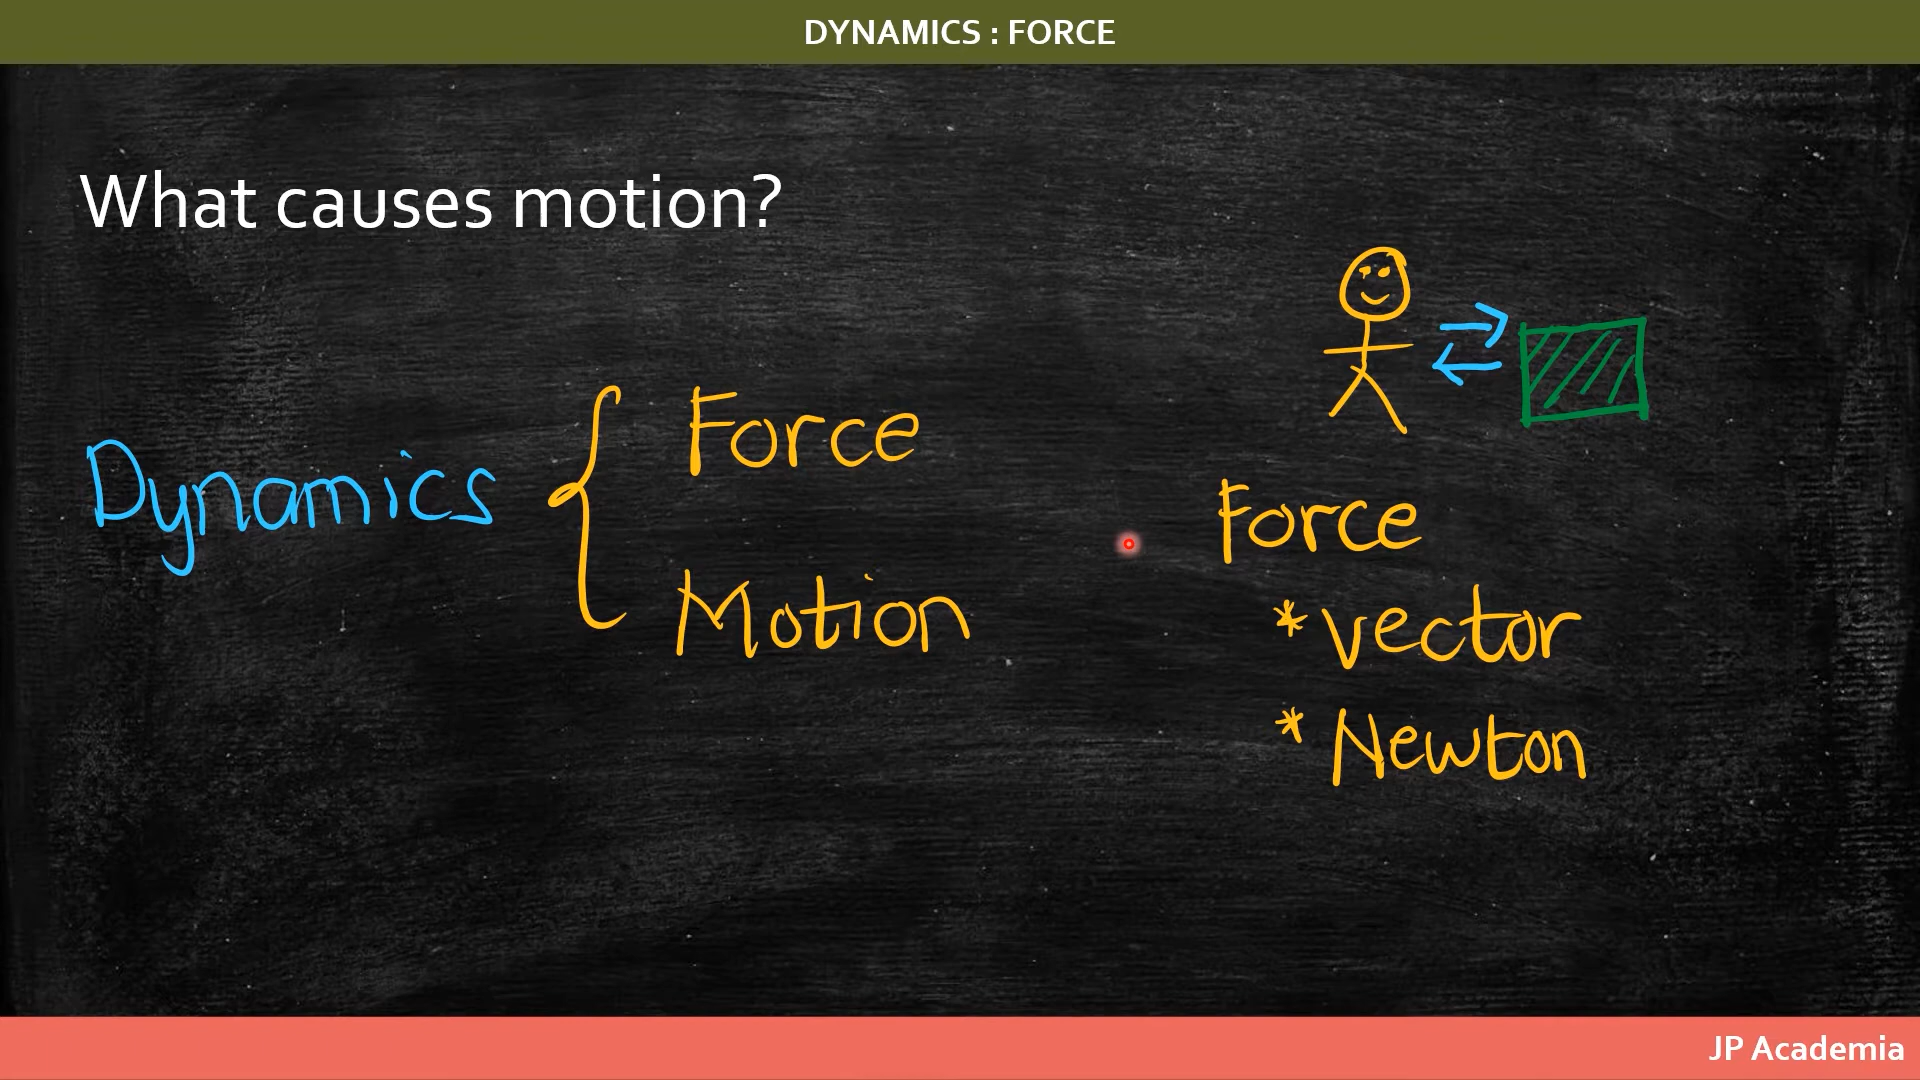 DYNAMICS : FORCE
What causes motion?
Dynamics
Force
Motion
Force
* vector
* Newton
JP Academia